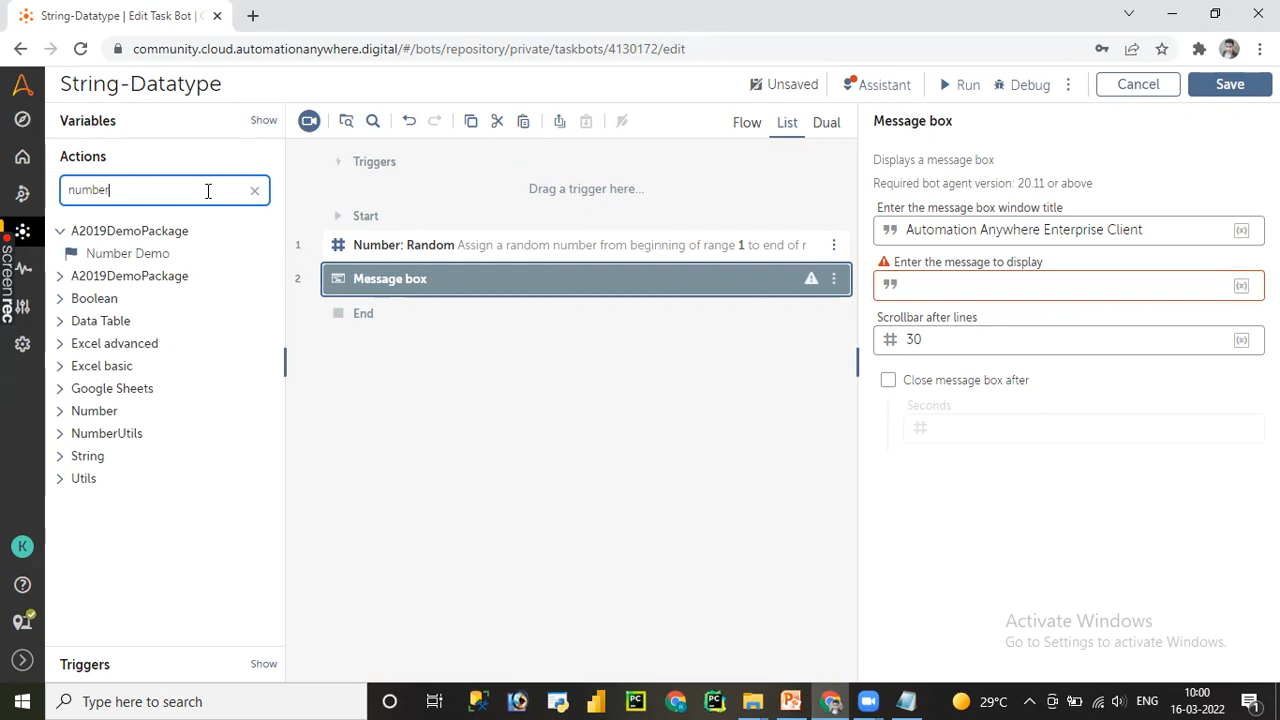 String-Datatype | Edit Task Bot |
community.cloud.automationanywhere.digital/#/bots/repository/private/taskbots/4130172/edit
String-Datatype
Unsaved
Assistant
Run
Debug
Cancel
Save
Variables
Show
Flow
List
Dual
Message box
Actions
number
A2019DemoPackage
Number Demo
A2019DemoPackage
Boolean
Data Table
Excel advanced
Excel basic
Google Sheets
Number
NumberUtils
String
Utils
Triggers
Show
Triggers
Drag a trigger here...
Start
1 Number: Random Assign a random number from beginning of range 1 to end of r
2 Message box
End
Displays a message box
Required bot agent version: 20.11 or above
Enter the message box window title
Automation Anywhere Enterprise Client
Enter the message to display
Scrollbar after lines
30
Close message box after
Seconds
Activate Windows
Go to Settings to activate Windows.
screenrec
K
Type here to search
PC
PC
29°C
ENG
10:00
16-03-2022
1